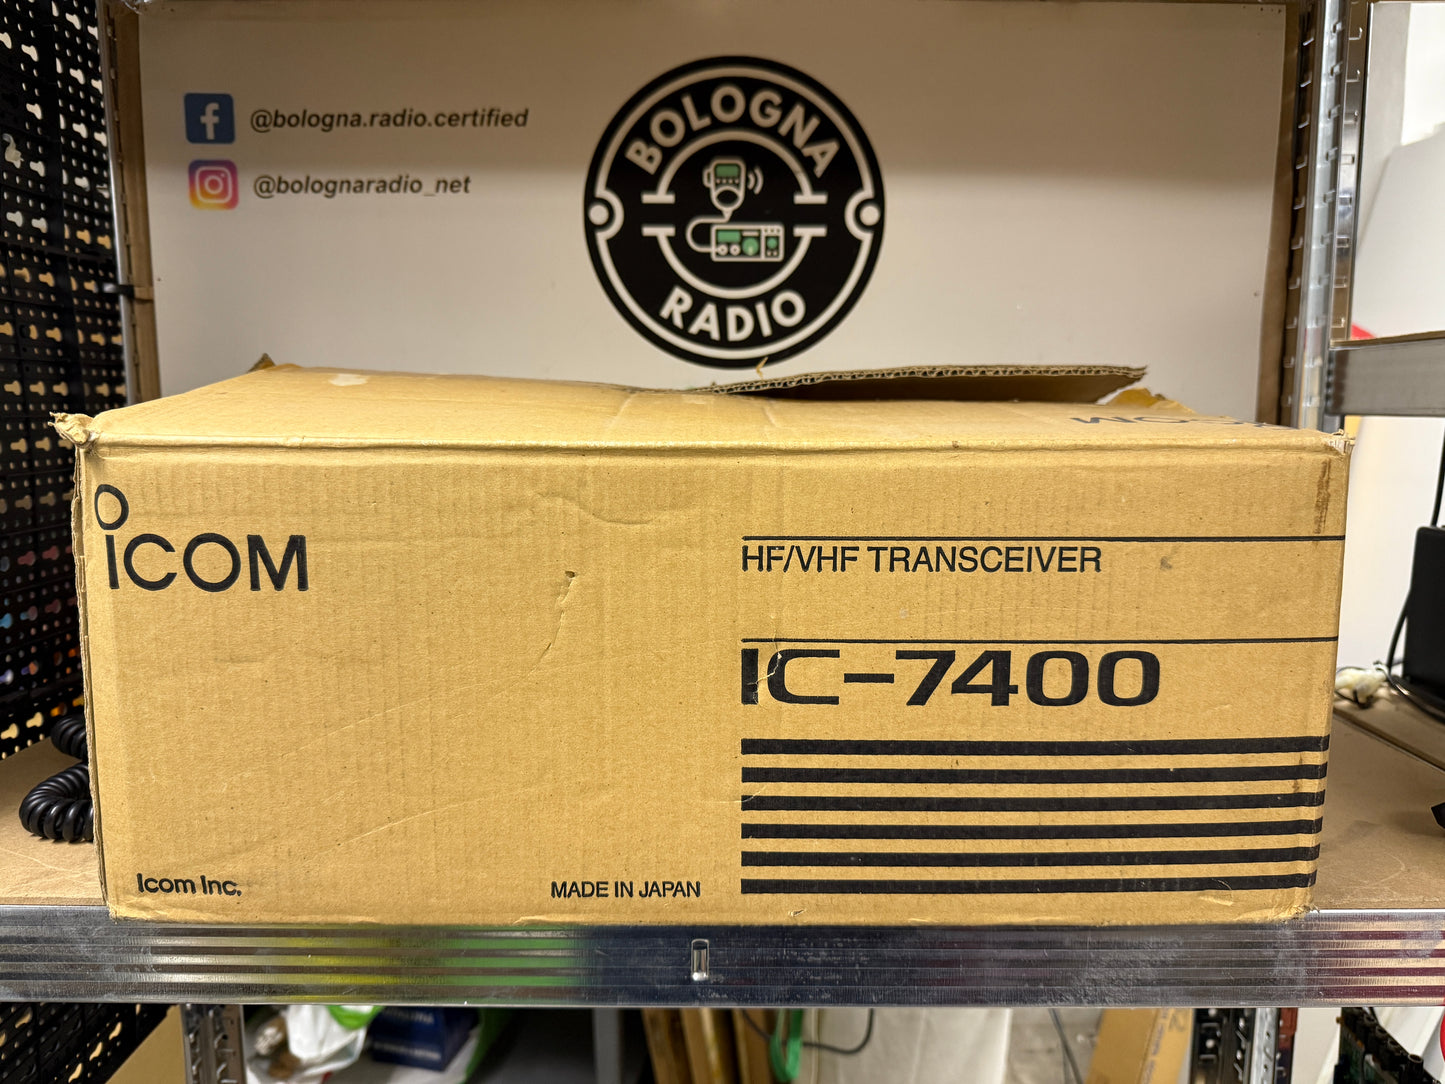 @bologna.radio.certified
@bolognaradio_net
BOLOGNA
RADIO
ICOM
HF/VHF TRANSCEIVER
IC-7400
Icom Inc.
MADE IN JAPAN